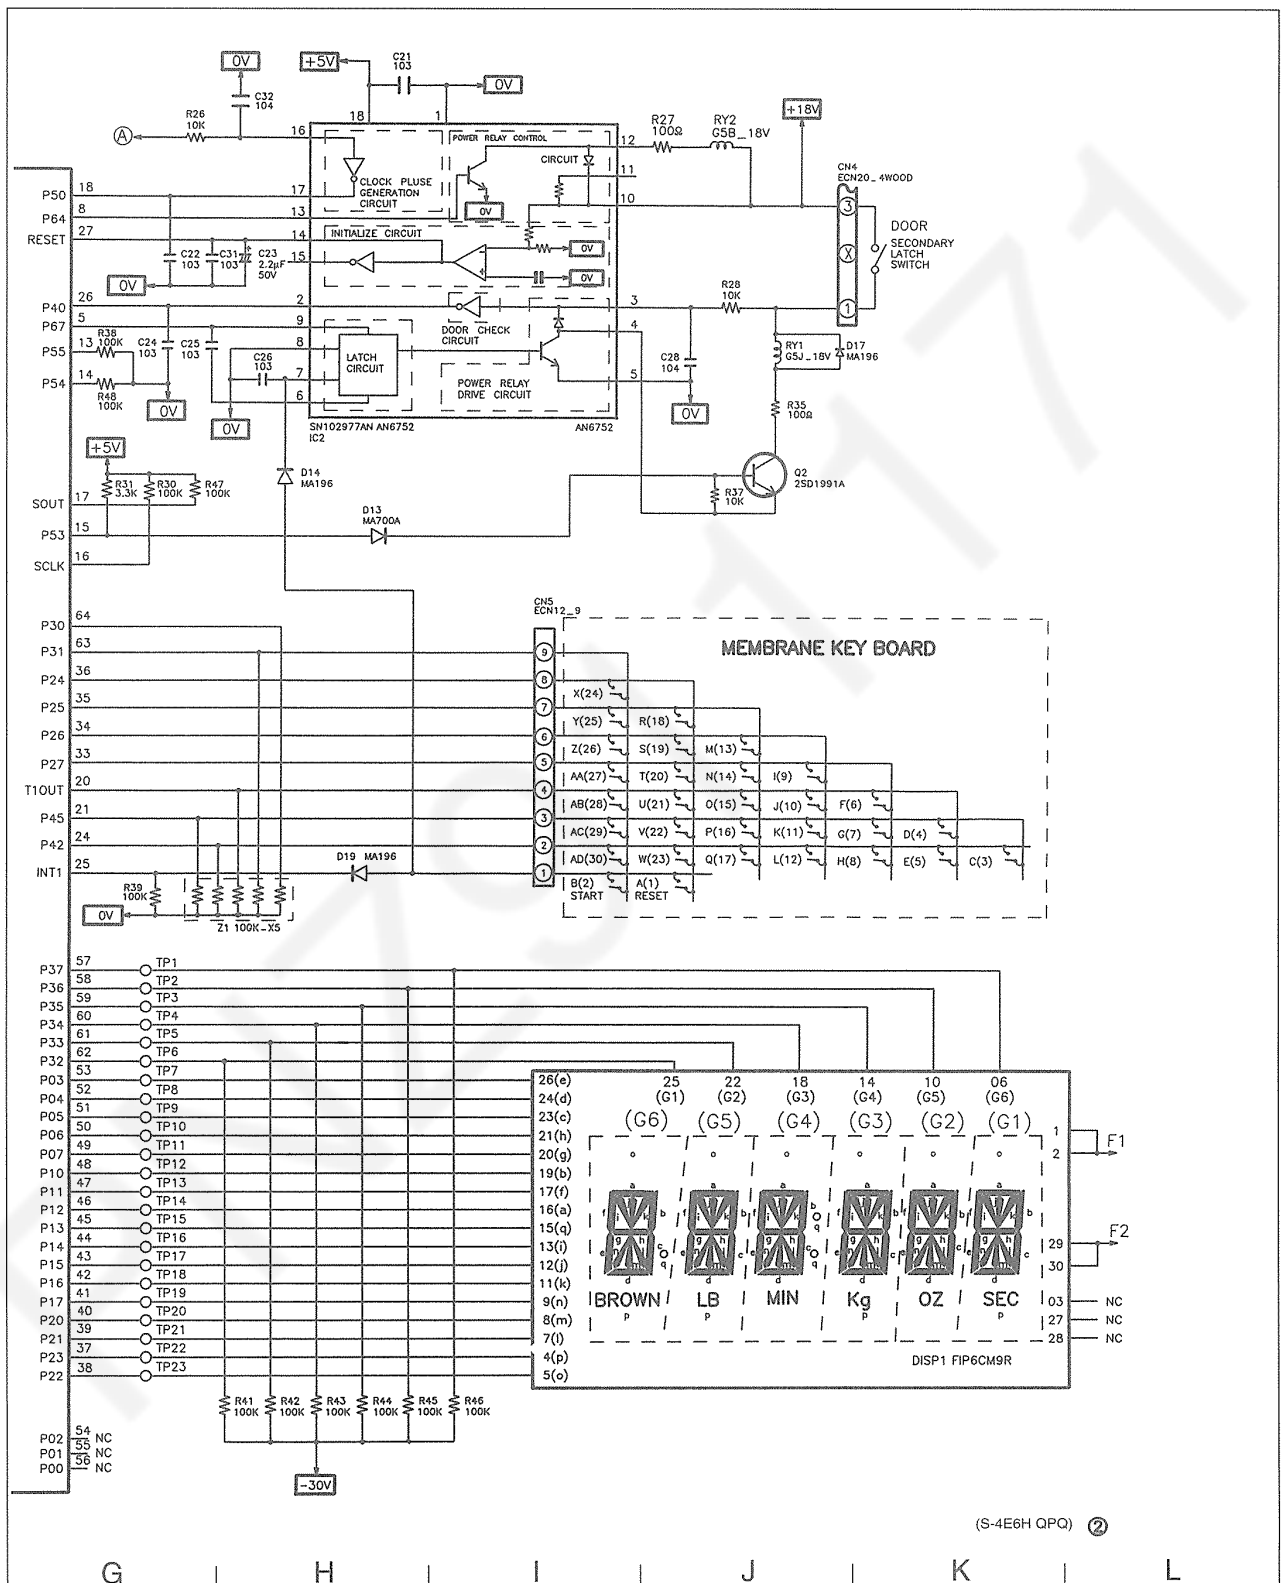 0V
+5V
C21
103
0V
C32
104
18
1
R26
10K
A
16
R27
100Ω
RY2
G5B_18V
+18V
POWER RELAY CONTROL
CIRCUIT
12
11
10
CN4
ECN20_4WOOD
CLOCK PLUSE
GENERATION
CIRCUIT
0V
P50
18
17
P64
8
13
3
DOOR
SECONDARY
LATCH
SWITCH
X
1
RESET
27
14
INITIALIZE CIRCUIT
15
0V
0V
C22
103
C31
103
C23
2.2µF
50V
0V
P40
26
2
3
R28
10K
P67
5
9
4
DOOR CHECK
CIRCUIT
R38
100K
P55
13
C24
103
C25
103
8
LATCH
CIRCUIT
C26
103
7
6
5
C28
104
RY1
G5J_18V
D17
MA196
P54
14
R48
100K
POWER RELAY
DRIVE CIRCUIT
0V
0V
0V
R35
100Ω
SN102977AN AN6752
IC2
AN6752
+5V
R31
3.3K
R30
100K
R47
100K
D14
MA196
Q2
2SD1991A
R37
10K
SOUT
17
D13
MA700A
P53
15
SCLK
16
CN5
ECN12_9
P30
64
P31
63
9
MEMBRANE KEY BOARD
P24
36
8
X(24)
P25
35
7
Y(25) R(18)
P26
34
6
Z(26) S(19) M(13)
P27
33
5
AA(27) T(20) N(14) I(9)
T1OUT
20
4
AB(28) U(21) O(15) J(10) F(6)
P45
21
3
AC(29) V(22) P(16) K(11) G(7) D(4)
P42
24
2
AD(30) W(23) Q(17) L(12) H(8) E(5) C(3)
D19 MA196
INT1
25
1
B(2) A(1)
START RESET
R39
100K
0V
Z1 100K_X5
P37 57 TP1
P36 58 TP2
P35 59 TP3
P34 60 TP4
P33 61 TP5
P32 62 TP6
P03 53 TP7 26(e)
P04 52 TP8 24(d)
P05 51 TP9 23(c)
P06 50 TP10 21(h)
P07 49 TP11 20(g)
P10 48 TP12 19(b)
P11 47 TP13 17(f)
P12 46 TP14 16(a)
P13 45 TP15 15(q)
P14 44 TP16 13(i)
P15 43 TP17 12(j)
P16 42 TP18 11(k)
P17 41 TP19 9(n)
P20 40 TP20 8(m)
P21 39 TP21 7(l)
P23 37 TP22 4(p)
P22 38 TP23 5(o)
25 22 18 14 10 06
(G1) (G2) (G3) (G4) (G5) (G6)
(G6) (G5) (G4) (G3) (G2) (G1)
1
2
F1
29
30
F2
03 NC
27 NC
28 NC
BROWN LB MIN Kg OZ SEC
p p p p
DISP1 FIP6CM9R
R41
100K
R42
100K
R43
100K
R44
100K
R45
100K
R46
100K
P02 54 NC
P01 55 NC
P00 56 NC
-30V
(S-4E6H QPQ) 2
G H I J K L